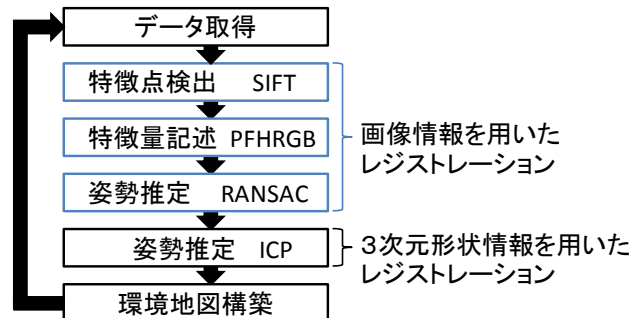 データ取得
特徴点検出 SIFT
特徴量記述 PFHRGB
姿勢推定 RANSAC
画像情報を用いた
レジストレーション
姿勢推定 ICP
３次元形状情報を用いた
レジストレーション
環境地図構築